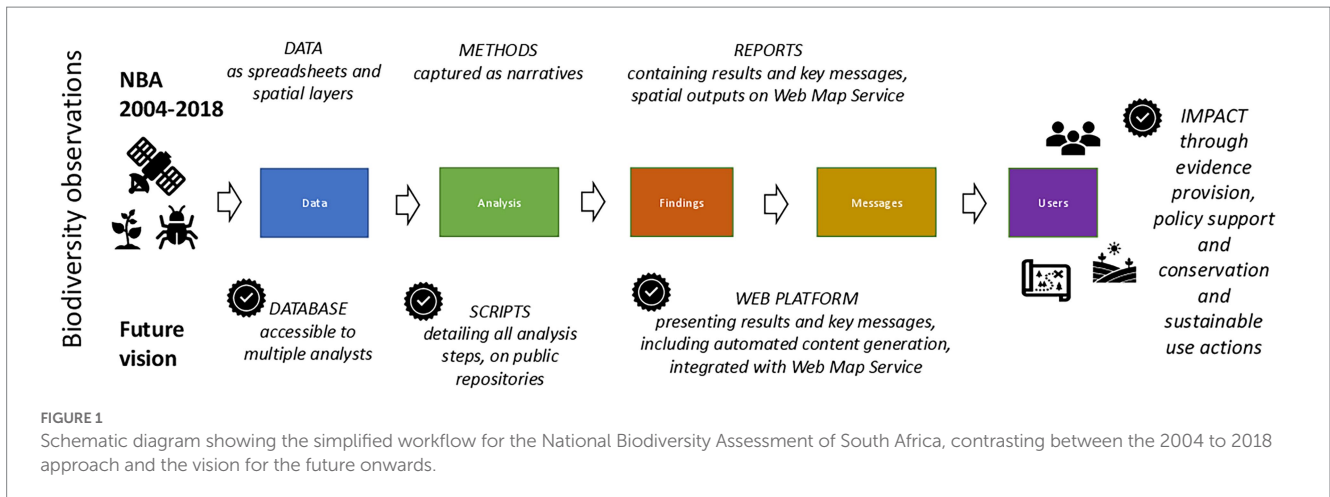 Biodiversity observations
NBA
2004-2018
DATA
as spreadsheets and
spatial layers
METHODS
captured as narratives
REPORTS
containing results and key messages,
spatial outputs on Web Map Service
Data
Analysis
Findings
Messages
Users
IMPACT
through
evidence
provision,
policy support
and
conservation
and
sustainable
use actions
Future
vision
DATABASE
accessible to
multiple analysts
SCRIPTS
detailing all analysis
steps, on public
repositories
WEB PLATFORM
presenting results and key messages,
including automated content generation,
integrated with Web Map Service
FIGURE 1
Schematic diagram showing the simplified workflow for the National Biodiversity Assessment of South Africa, contrasting between the 2004 to 2018
approach and the vision for the future onwards.